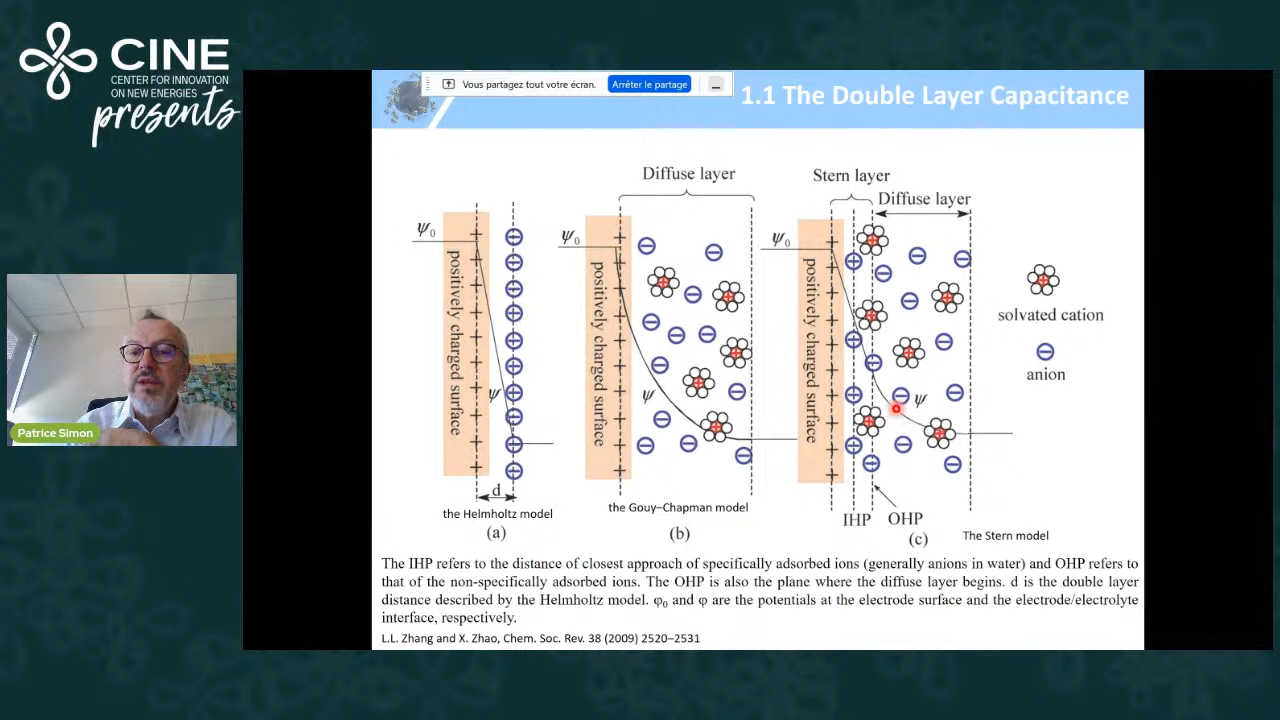 CINE
CENTER FOR INNOVATION
ON NEW ENERGIES
presents
Vous partagez tout votre écran.
Arrêter le partage
1.1 The Double Layer Capacitance
Diffuse layer
Stern layer
Diffuse layer
ψ0
ψ0
ψ0
positively charged surface
positively charged surface
positively charged surface
ψ
ψ
ψ
solvated cation
anion
d
the Helmholtz model
(a)
the Gouy–Chapman model
(b)
IHP
OHP
(c)
The Stern model
Patrice Simon
The IHP refers to the distance of closest approach of specifically adsorbed ions (generally anions in water) and OHP refers to
that of the non-specifically adsorbed ions. The OHP is also the plane where the diffuse layer begins. d is the double layer
distance described by the Helmholtz model. φ0 and φ are the potentials at the electrode surface and the electrode/electrolyte
interface, respectively.
L.L. Zhang and X. Zhao, Chem. Soc. Rev. 38 (2009) 2520–2531